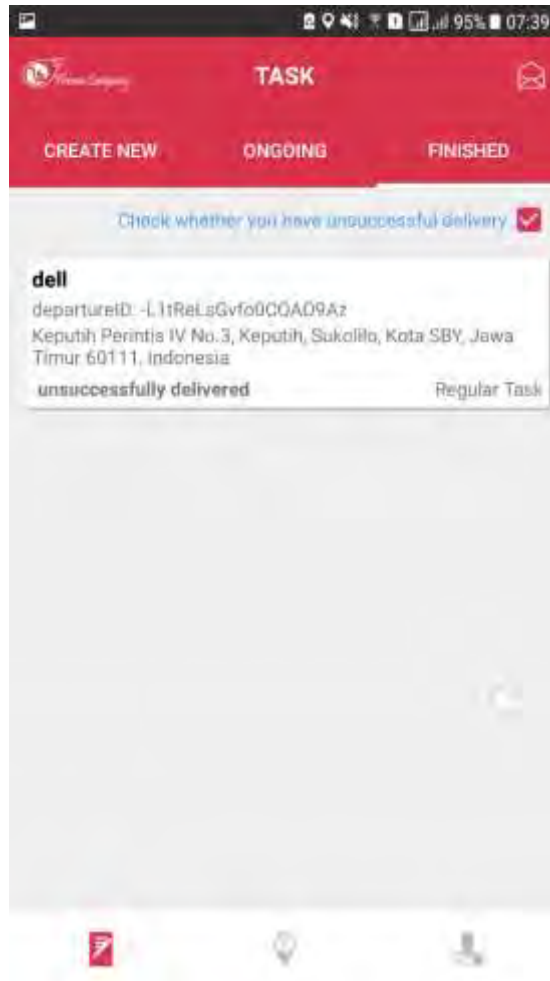 95% 07:39
TASK
CREATE NEW
ONGOING
FINISHED
Check whether you have unsuccessful delivery
dell
departureID: -L1tReLsGvfo0CQAO9Az
Keputih Perintis IV No.3, Keputih, Sukolilo, Kota SBY, Jawa
Timur 60111, Indonesia
unsuccessfully delivered
Regular Task